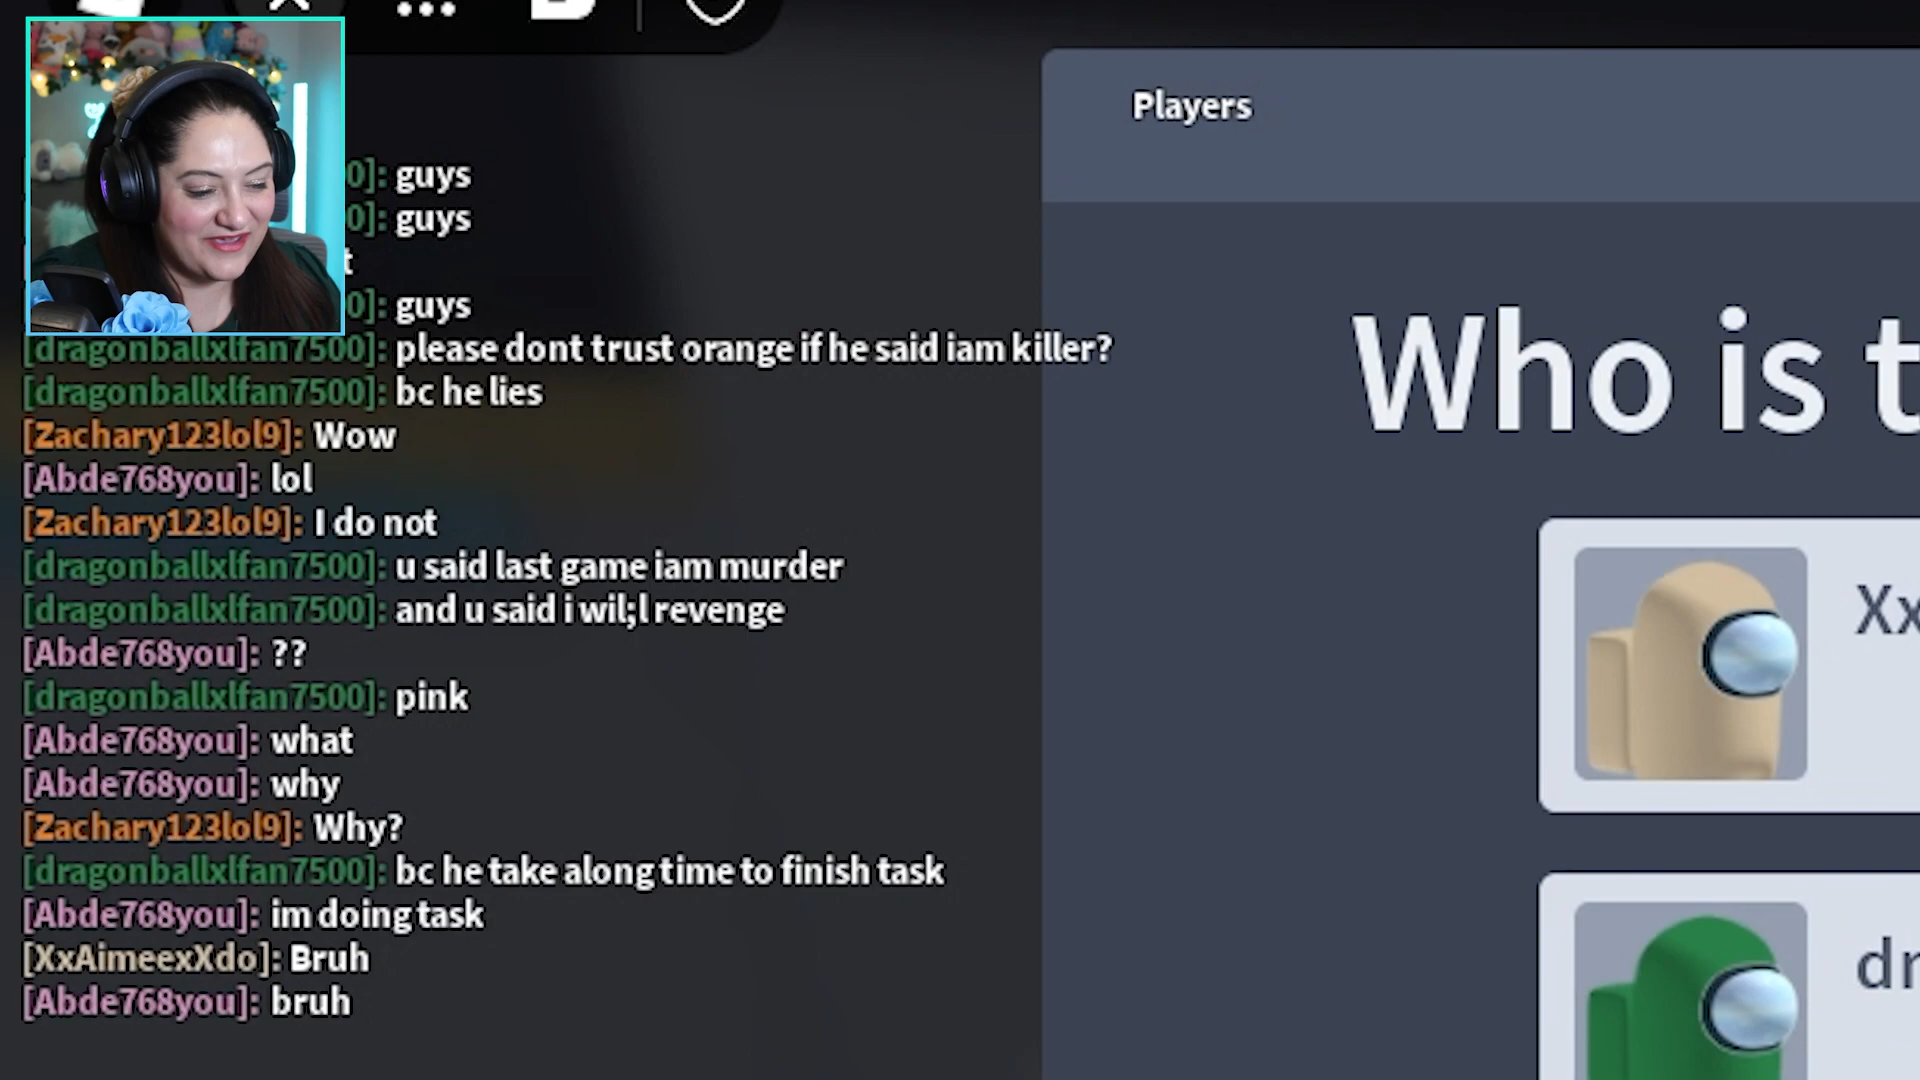 Players
0]: guys
0]: guys
t
0]: guys
[dragonballxlfan7500]: please dont trust orange if he said iam killer?
[dragonballxlfan7500]: bc he lies
[Zachary123lol9]: Wow
[Abde768you]: lol
[Zachary123lol9]: I do not
[dragonballxlfan7500]: u said last game iam murder
[dragonballxlfan7500]: and u said i wil;l revenge
[Abde768you]: ??
[dragonballxlfan7500]: pink
[Abde768you]: what
[Abde768you]: why
[Zachary123lol9]: Why?
[dragonballxlfan7500]: bc he take along time to finish task
[Abde768you]: im doing task
[XxAimeexXdo]: Bruh
[Abde768you]: bruh
Who is t
Xx
dr